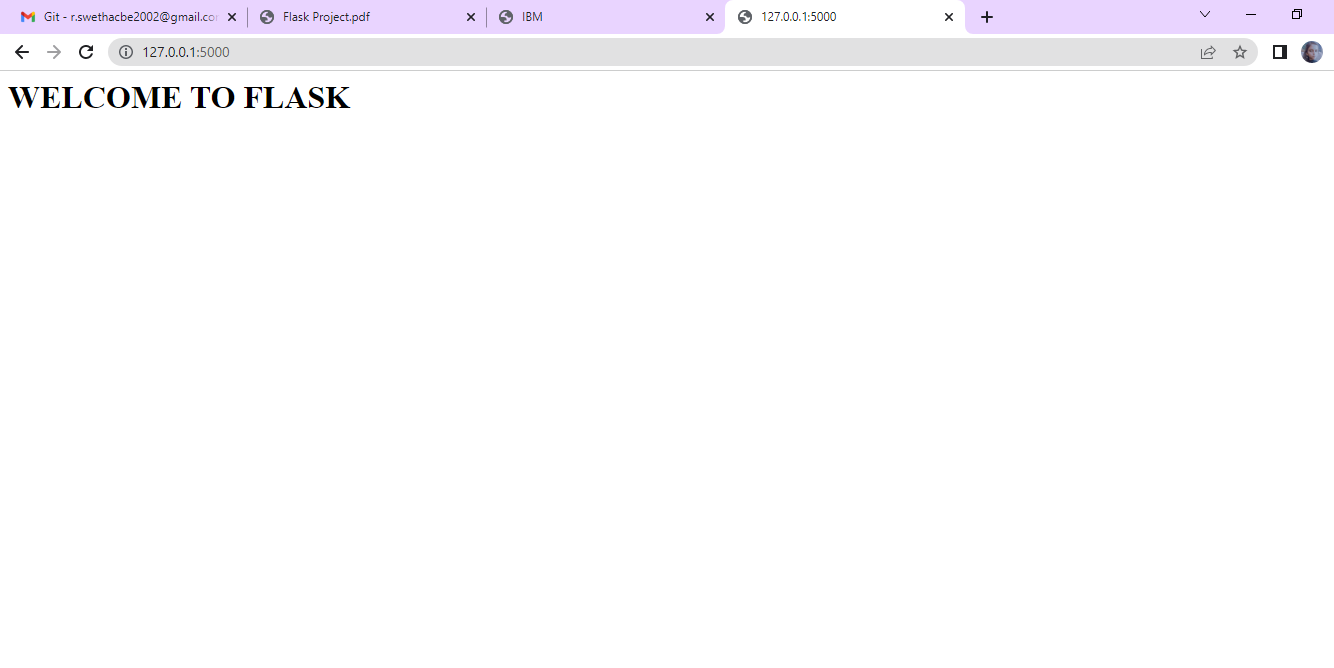 Git - r.swethacbe2002@gmail.co
Flask Project.pdf
IBM
127.0.0.1:5000
127.0.0.1:5000
WELCOME TO FLASK